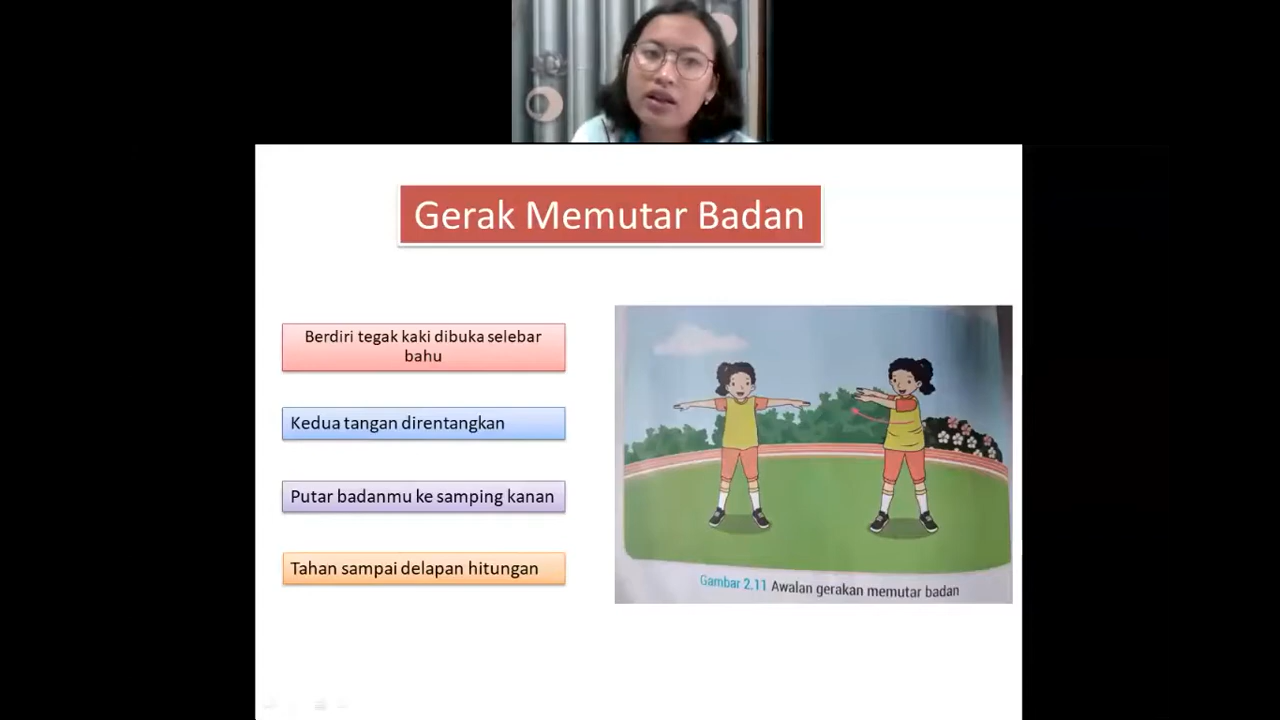 Gerak Memutar Badan
Berdiri tegak kaki dibuka selebar
bahu
Kedua tangan direntangkan
Putar badanmu ke samping kanan
Tahan sampai delapan hitungan
Gambar 2.11 Awalan gerakan memutar badan